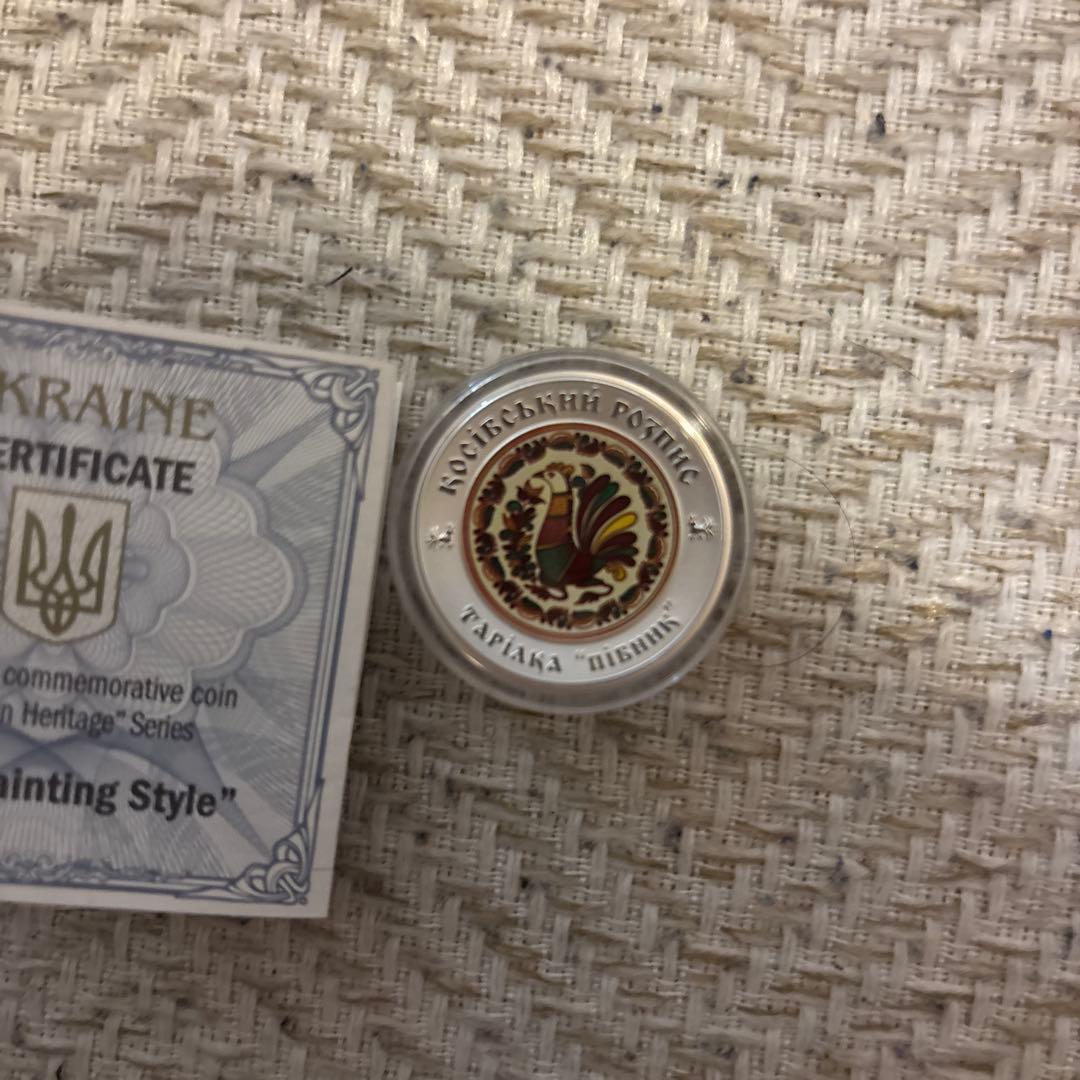 KRAINE
ERTIFICATE
commemorative coin
n Heritage" Series
ainting Style"
КОСІВСЬКИЙ РОЗПИС
ТАРІЛКА "ПІВНИК"